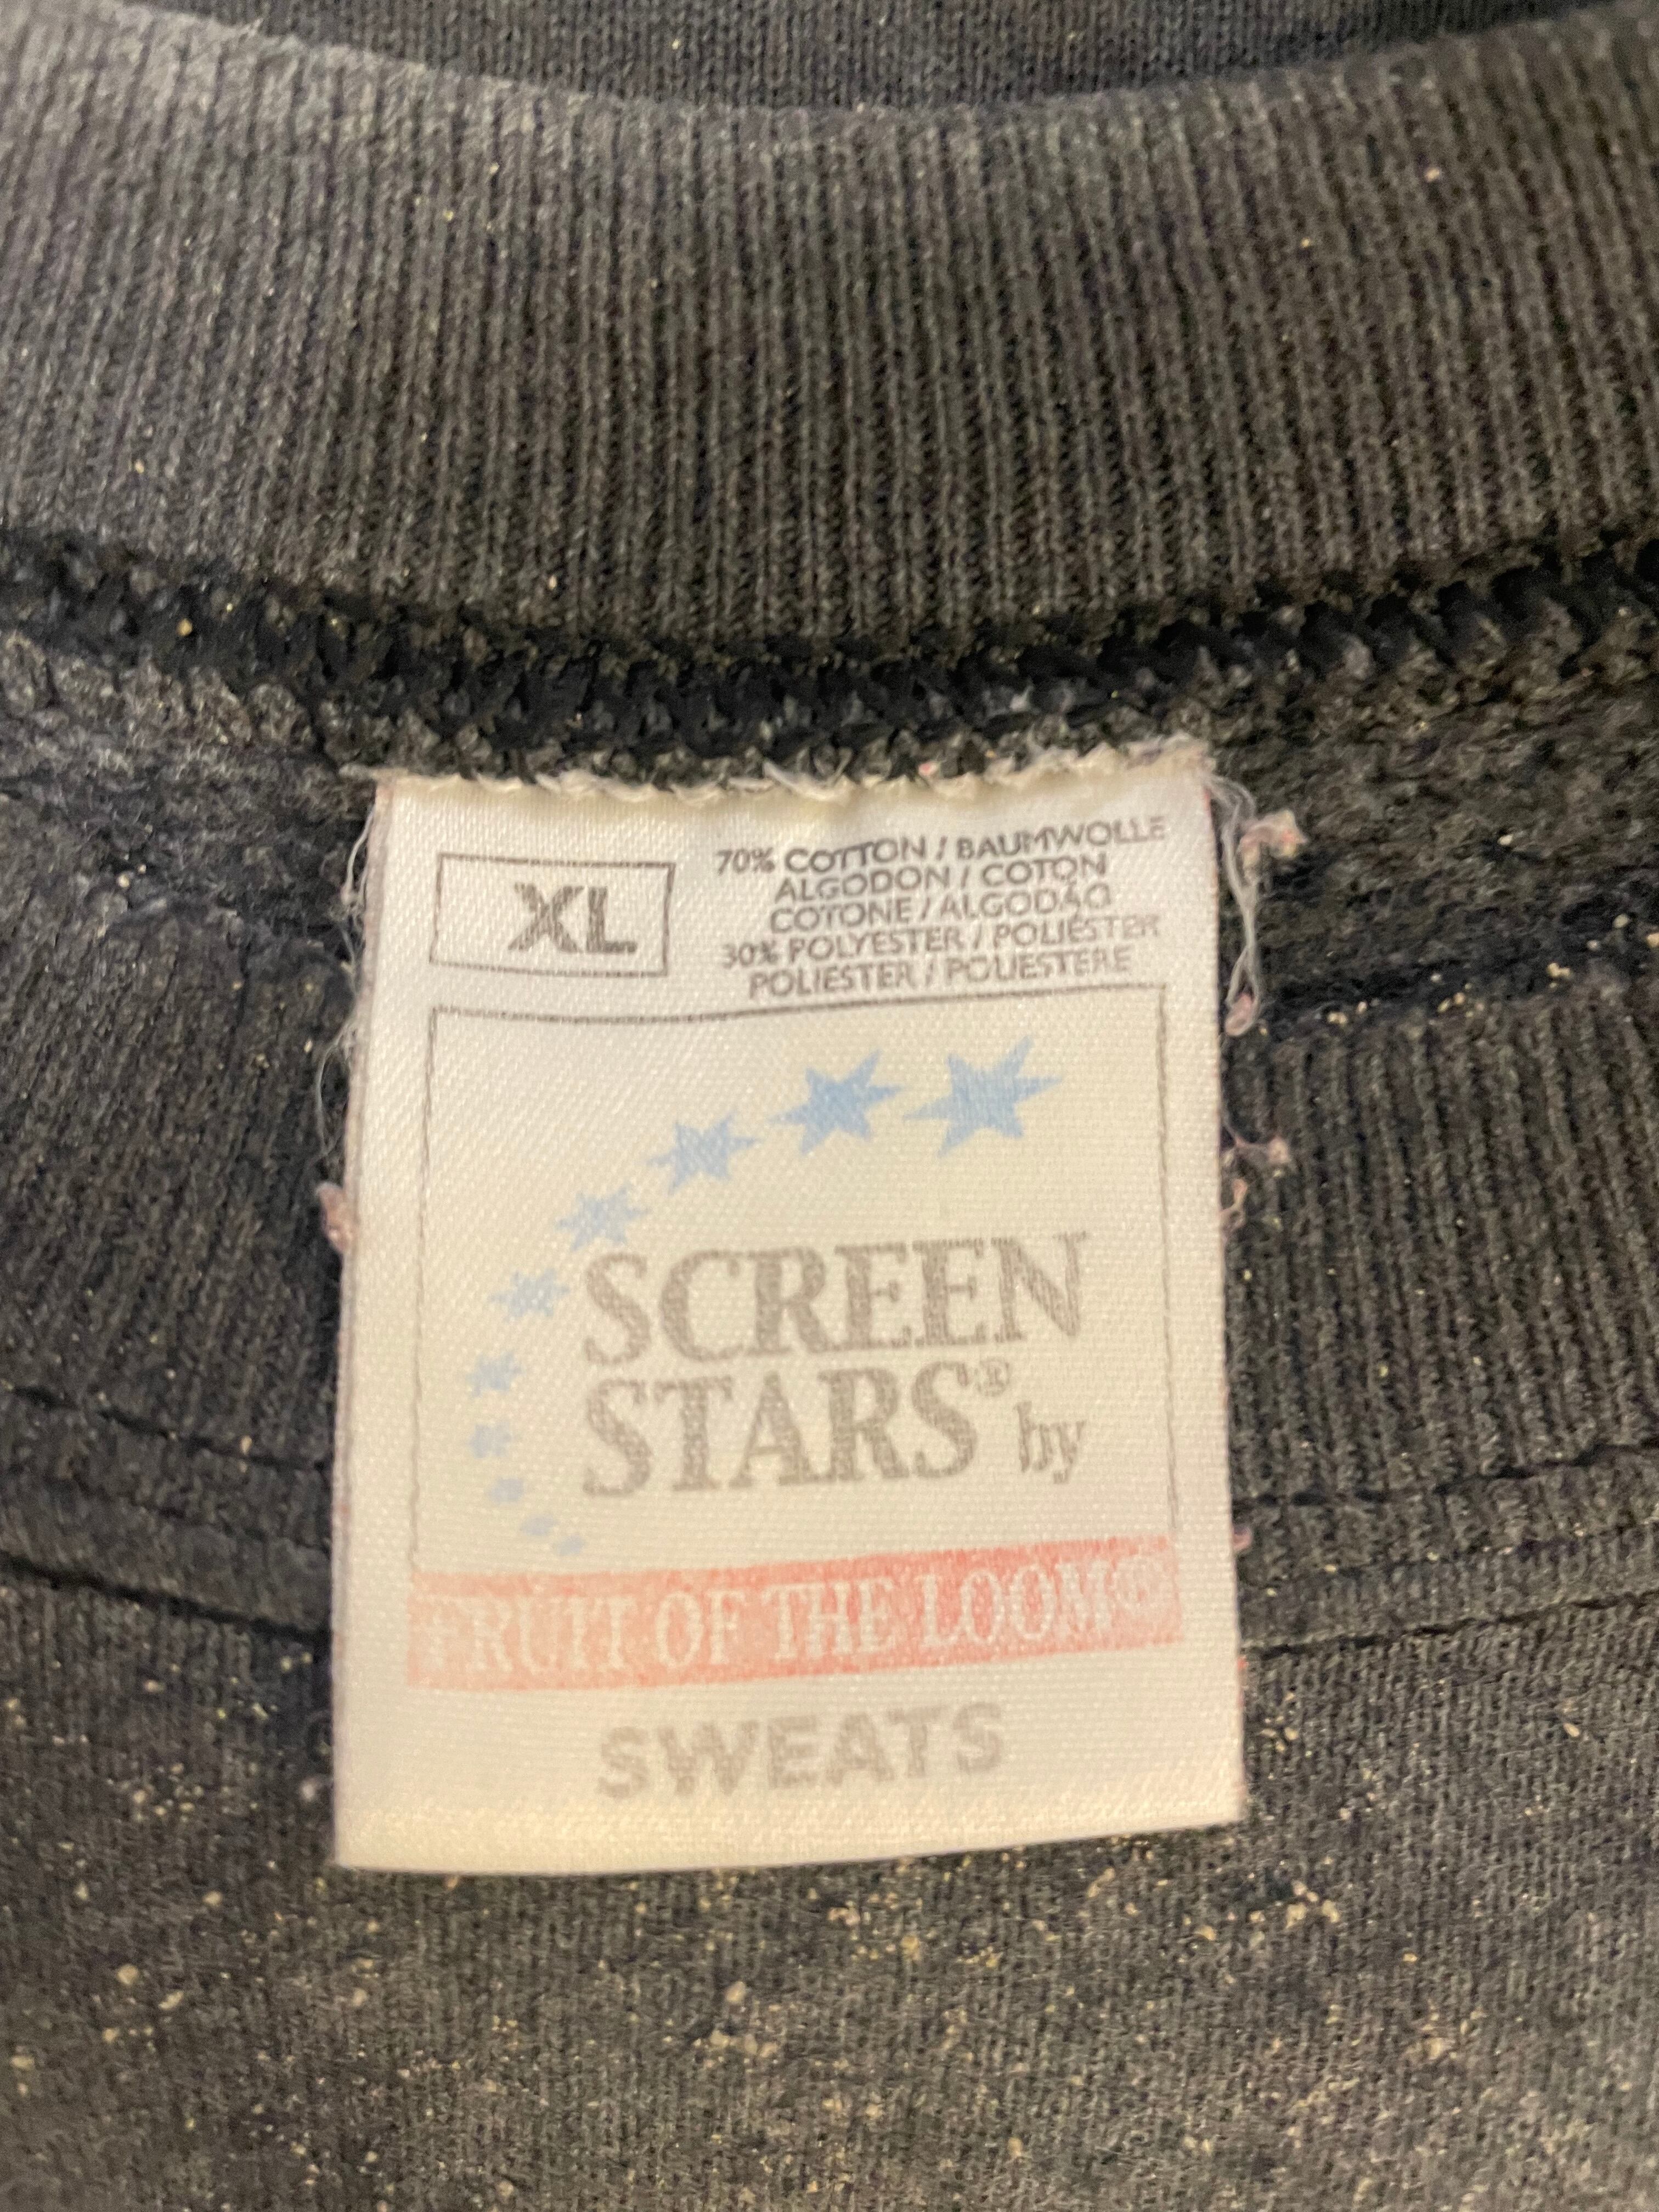 XL
70% COTTON / BAUMWOLLE
ALGODON / COTON
COTONE / ALGODÃO
30% POLYESTER / POLIÉSTER
POLIESTER / POLIESTERE
SCREEN
STARS® by
FRUIT OF THE LOOM®
SWEATS